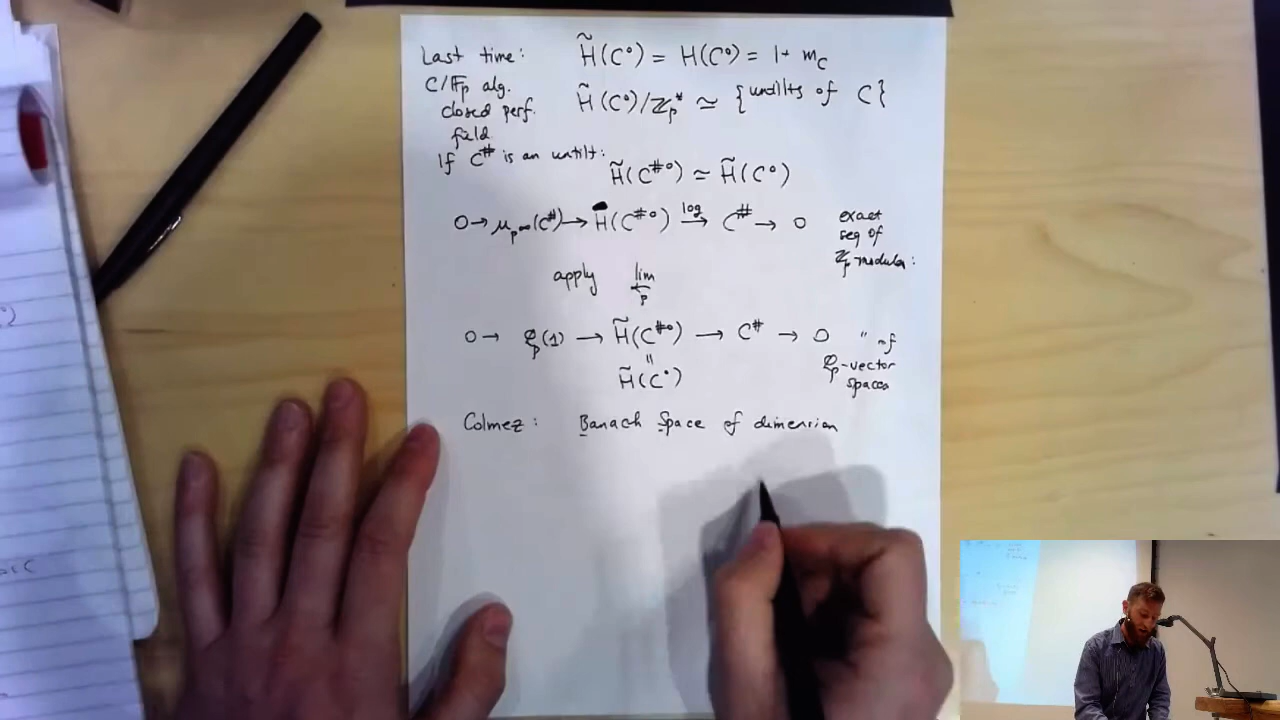 Last time: H̃(C°) = H(C°) = 1 + m_C
C/𝔽_p alg.
closed perf.
field
H̃(C°)/ℤ_p^* ≃ {untilts of C}
If C^# is an untilt:
H̃(C^{#°}) ≃ H̃(C°)
0 → μ_{p^∞}(C^#) → H(C^{#°}) \xrightarrow{log} C^# → 0 exact
seq of
ℤ_p-modules:
apply lim
←
p
0 → ℚ_p(1) → H̃(C^{#°}) → C^# → 0 " of
ℚ_p-vector
spaces
"
H̃(C°)
Colmez: Banach Space of dimension